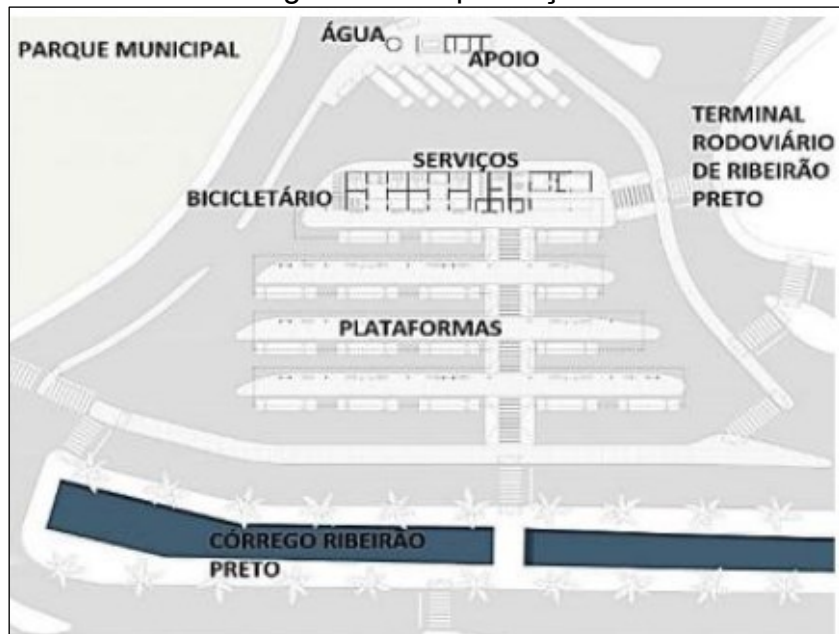 PARQUE MUNICIPAL
ÁGUA
APOIO
TERMINAL
RODOVIÁRIO
DE RIBEIRÃO
PRETO
SERVIÇOS
BICICLETÁRIO
PLATAFORMAS
CÓRREGO RIBEIRÃO
PRETO